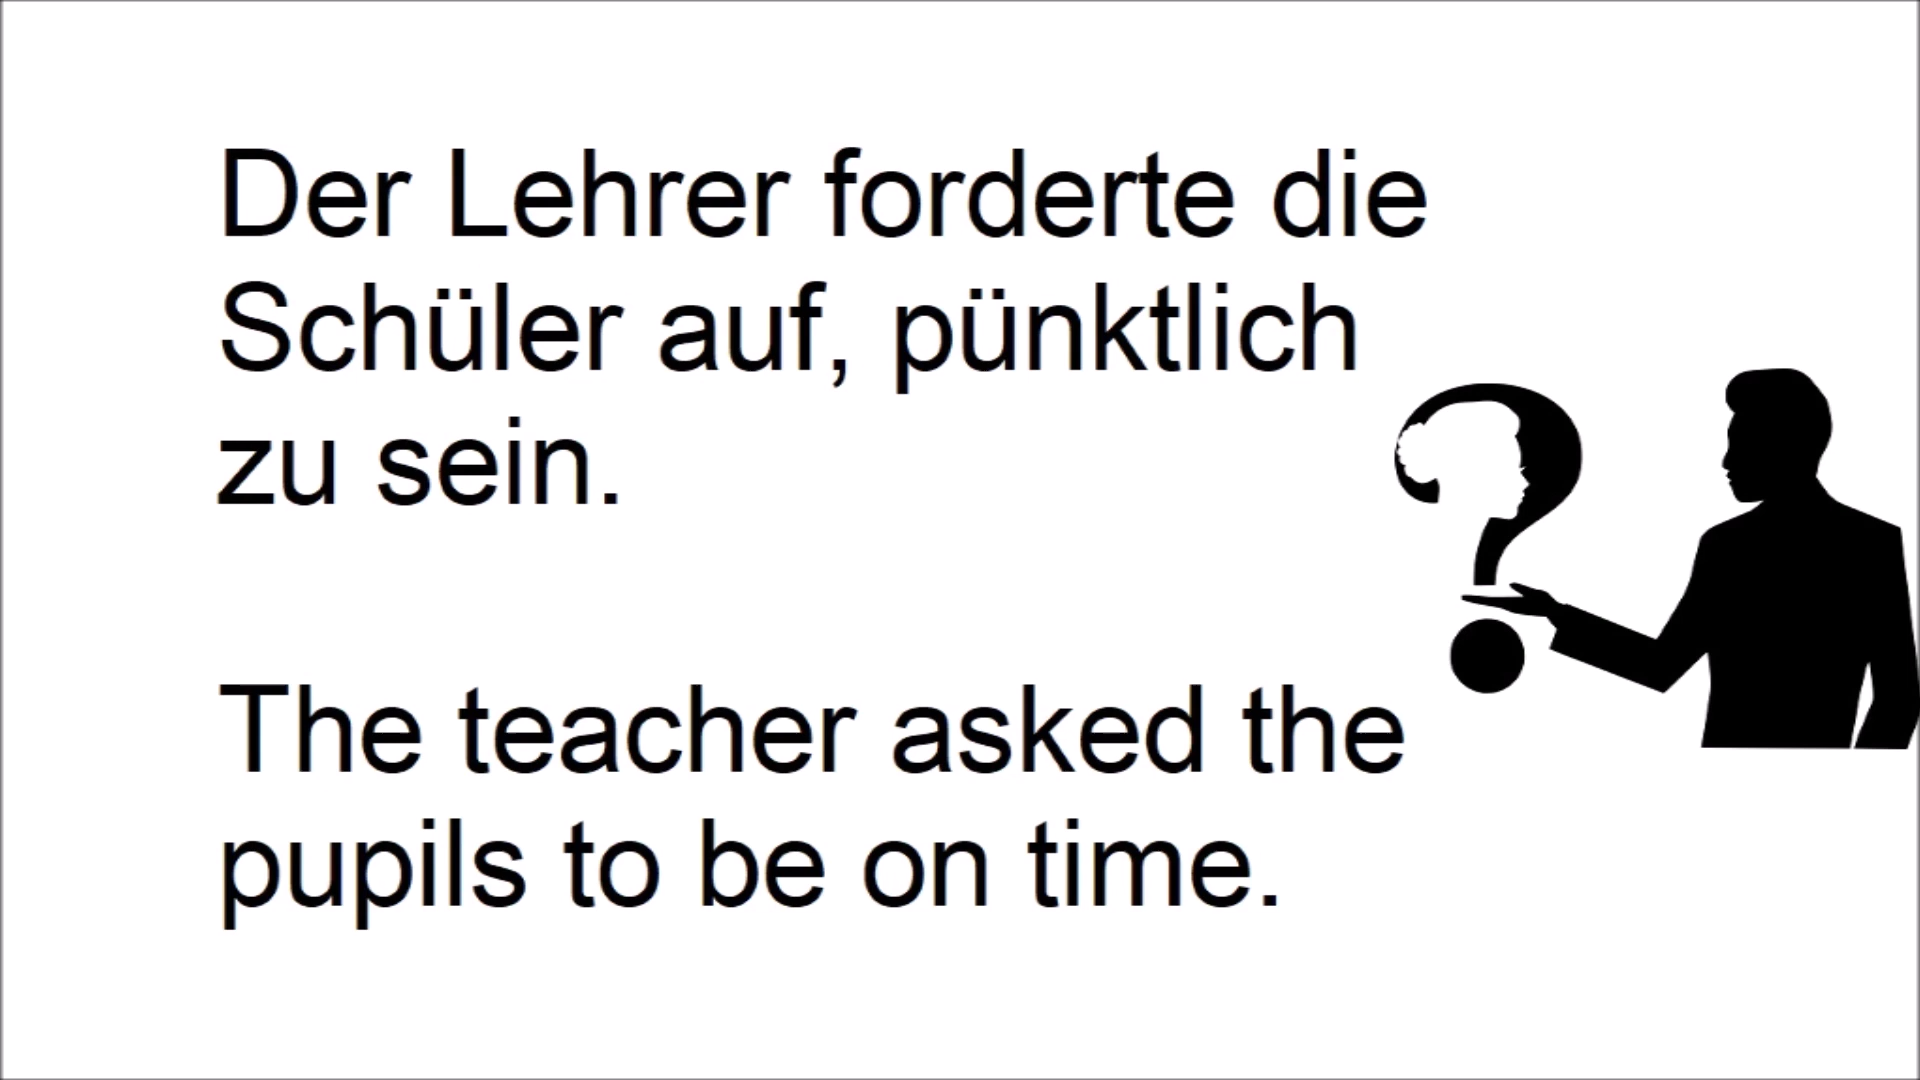 Der Lehrer forderte die
Schüler auf, pünktlich
zu sein.
The teacher asked the
pupils to be on time.